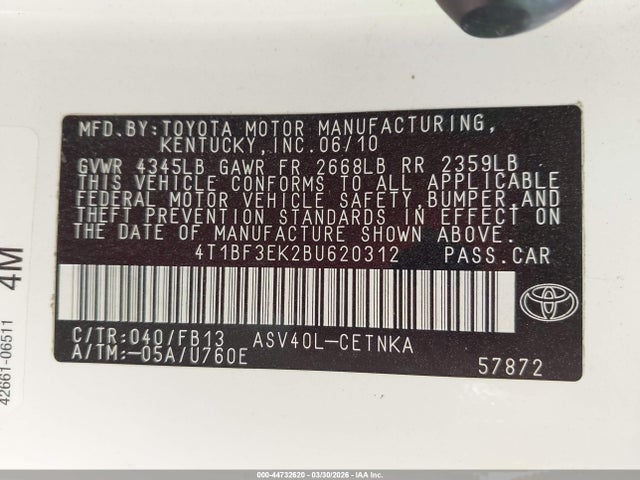 MFD.BY:TOYOTA MOTOR MANUFACTURING,
KENTUCKY,INC.06/10
GVWR 4345LB GAWR FR 2668LB RR 2359LB
THIS VEHICLE CONFORMS TO ALL APPLICABLE
FEDERAL MOTOR VEHICLE SAFETY,BUMPER,AND
THEFT PREVENTION STANDARDS IN EFFECT ON
THE DATE OF MANUFACTURE SHOWN ABOVE.
4T1BF3EK2BU620312 PASS.CAR
C/TR:040/FB13 ASV40L-CETNKA
A/TM:-05A/U760E
57872
4M
42661-06511
000-44732620 - 03/30/2026 - IAA Inc.